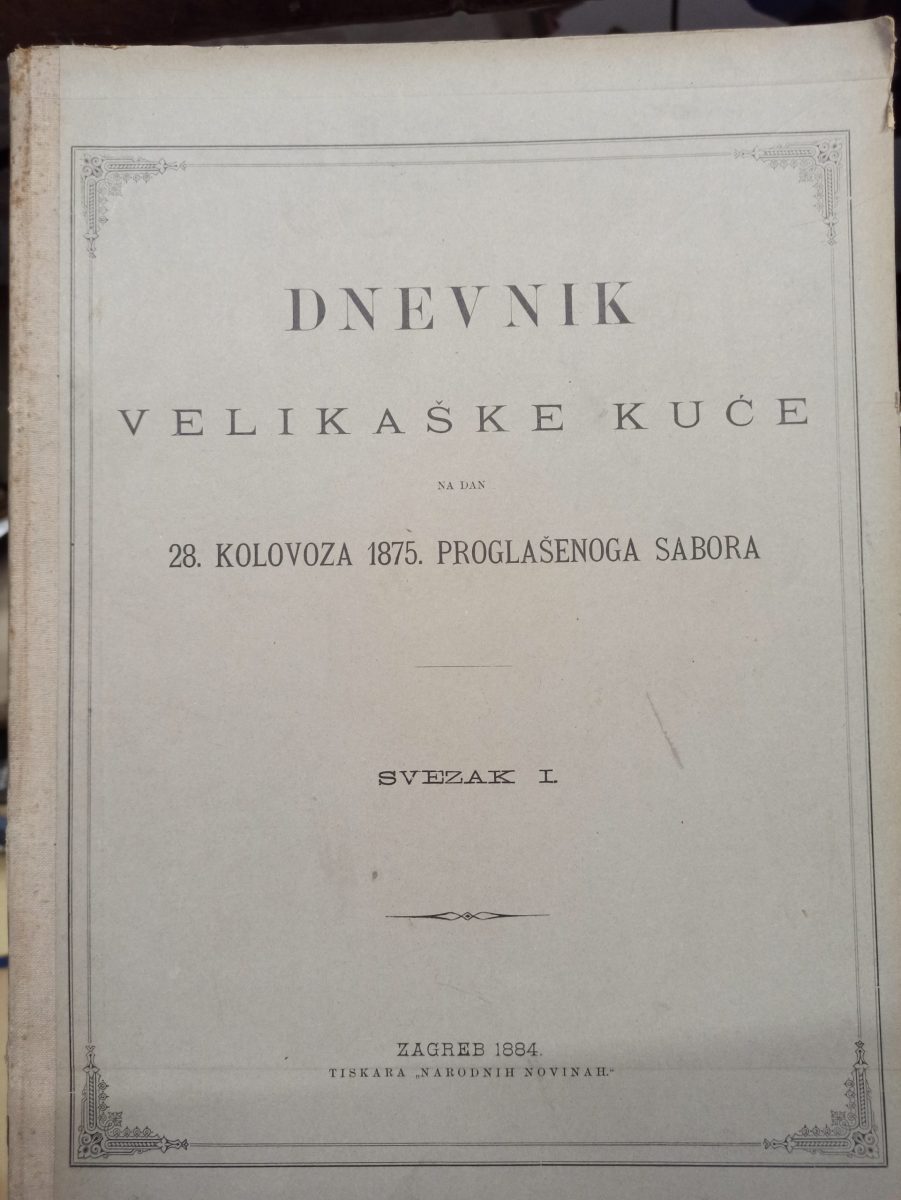 DNEVNIK
VELIKAŠKE KUĆE
NA DAN
28. KOLOVOZA 1875. PROGLAŠENOGA SABORA
SVEZAK I.
ZAGREB 1884.
TISKARA „NARODNIH NOVINAH.“